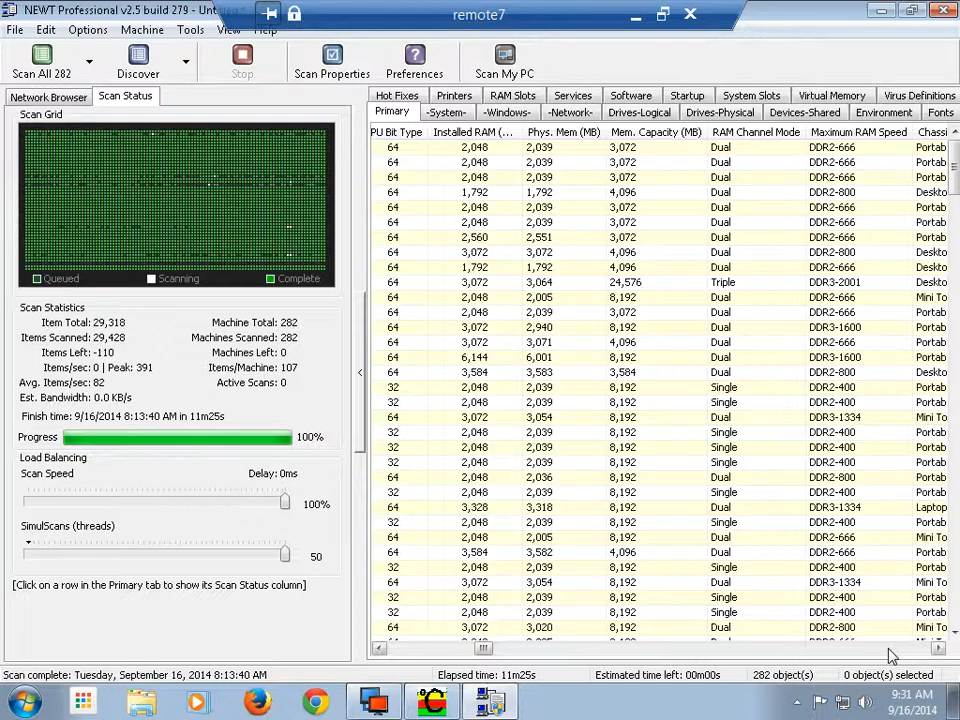 NEWT Professional v2.5 build 279 - Untit
remote7
File Edit Options Machine Tools View Help
Scan All 282
Discover
Stop
Scan Properties
Preferences
Scan My PC
Network Browser
Scan Status
Scan Grid
Queued
Scanning
Complete
Scan Statistics
Item Total: 29,318
Machine Total: 282
Items Scanned: 29,428
Machines Scanned: 282
Items Left: -110
Machines Left: 0
Items/sec: 0 | Peak: 391
Items/Machine: 107
Avg. Items/sec: 82
Active Scans: 0
Est. Bandwidth: 0.0 KB/s
Finish time: 9/16/2014 8:13:40 AM in 11m25s
Progress 100%
Load Balancing
Scan Speed
Delay: 0ms
100%
SimulScans (threads)
50
[Click on a row in the Primary tab to show its Scan Status column]
Hot Fixes Printers RAM Slots Services Software Startup System Slots Virtual Memory Virus Definitions
Primary -System- -Windows- -Network- Drives-Logical Drives-Physical Devices-Shared Environment Fonts
PU Bit Type Installed RAM (... Phys. Mem (MB) Mem. Capacity (MB) RAM Channel Mode Maximum RAM Speed Chassi
64 2,048 2,039 3,072 Dual DDR2-666 Portab
64 2,048 2,039 3,072 Dual DDR2-666 Portab
64 2,048 2,039 3,072 Dual DDR2-666 Portab
64 1,792 1,792 4,096 Dual DDR2-800 Deskto
64 2,048 2,039 3,072 Dual DDR2-666 Portab
64 2,048 2,039 3,072 Dual DDR2-666 Portab
64 2,560 2,551 3,072 Dual DDR2-666 Portab
64 3,072 3,072 4,096 Dual DDR2-800 Deskto
64 1,792 1,792 4,096 Dual DDR2-666 Deskto
64 3,072 3,064 24,576 Triple DDR3-2001 Deskto
64 2,048 2,005 8,192 Dual DDR2-666 Mini To
64 2,048 2,039 3,072 Dual DDR2-666 Portab
64 3,072 2,940 8,192 Dual DDR3-1600 Portab
64 3,072 3,071 4,096 Dual DDR2-666 Portab
64 6,144 6,001 8,192 Dual DDR3-1600 Portab
64 3,584 3,583 3,584 Dual DDR2-800 Deskto
32 2,048 2,039 8,192 Single DDR2-400 Portab
32 2,048 2,039 8,192 Single DDR2-400 Portab
64 3,072 3,054 8,192 Dual DDR3-1334 Mini To
32 2,048 2,039 8,192 Single DDR2-400 Portab
32 2,048 2,039 8,192 Single DDR2-400 Portab
64 2,048 2,036 8,192 Dual DDR2-800 Portab
32 2,048 2,039 8,192 Single DDR2-400 Portab
64 3,328 3,318 8,192 Dual DDR3-1334 Laptop
32 2,048 2,039 8,192 Single DDR2-400 Portab
64 2,048 2,005 8,192 Dual DDR2-666 Mini To
64 3,584 3,582 4,096 Dual DDR2-666 Portab
32 2,048 2,039 8,192 Single DDR2-400 Portab
64 3,072 3,054 8,192 Dual DDR3-1334 Mini To
32 2,048 2,039 8,192 Single DDR2-400 Portab
32 2,048 2,039 8,192 Single DDR2-400 Portab
64 3,072 3,020 8,192 Dual DDR2-800 Mini To
Scan complete: Tuesday, September 16, 2014 8:13:40 AM
Elapsed time: 11m25s
Estimated time left: 00m00s
282 object(s)
0 object(s) selected
9:31 AM
9/16/2014